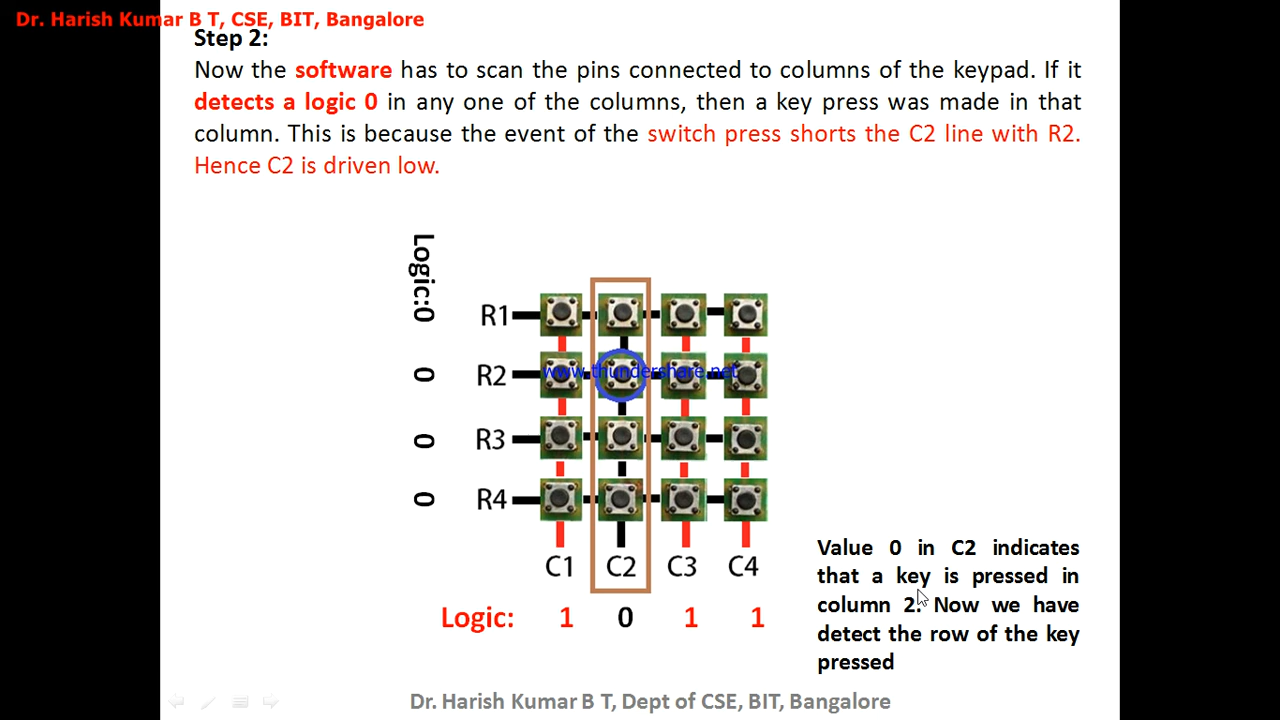 Dr. Harish Kumar B T, CSE, BIT, Bangalore
Step 2:
Now the software has to scan the pins connected to columns of the keypad. If it
detects a logic 0 in any one of the columns, then a key press was made in that
column. This is because the event of the switch press shorts the C2 line with R2.
Hence C2 is driven low.
Logic:0
R1
0
R2
www.thundershare.net
0
R3
0
R4
C1 C2 C3 C4
Logic: 1 0 1 1
Value 0 in C2 indicates
that a key is pressed in
column 2. Now we have
detect the row of the key
pressed
Dr. Harish Kumar B T, Dept of CSE, BIT, Bangalore